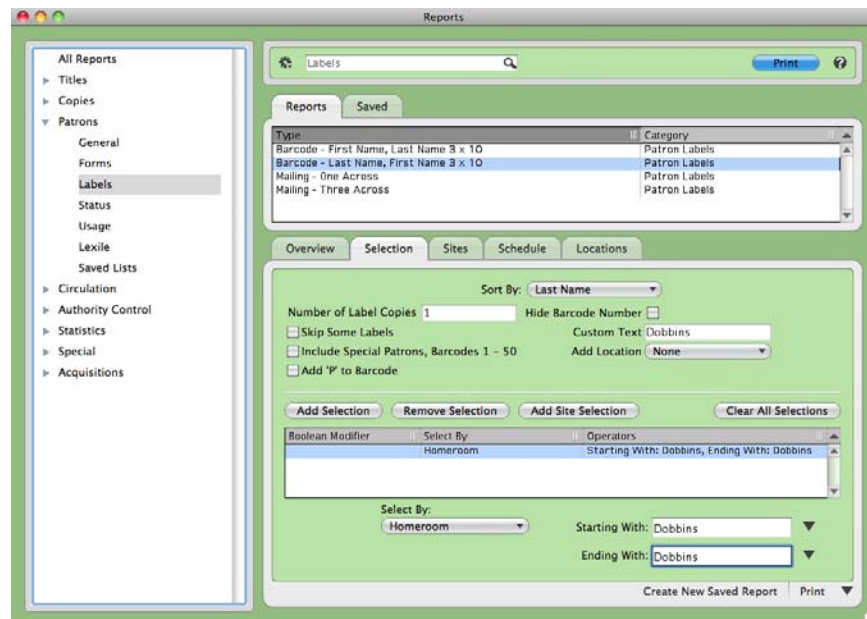 Reports
All Reports
Titles
Copies
Patrons
General
Forms
Labels
Status
Usage
Lexile
Saved Lists
Circulation
Authority Control
Statistics
Special
Acquisitions
Labels
Print ?
Reports Saved
Type Category
Barcode - First Name, Last Name 3 x 10 Patron Labels
Barcode - Last Name, First Name 3 x 10 Patron Labels
Mailing - One Across Patron Labels
Mailing - Three Across Patron Labels
Overview Selection Sites Schedule Locations
Sort By: Last Name
Number of Label Copies 1 Hide Barcode Number
Skip Some Labels Custom Text Dobbins
Include Special Patrons, Barcodes 1 - 50 Add Location None
Add 'P' to Barcode
Add Selection Remove Selection Add Site Selection Clear All Selections
Boolean Modifier Select By Operators
Homeroom Starting With: Dobbins, Ending With: Dobbins
Select By:
Homeroom Starting With: Dobbins
Ending With: Dobbins
Create New Saved Report Print